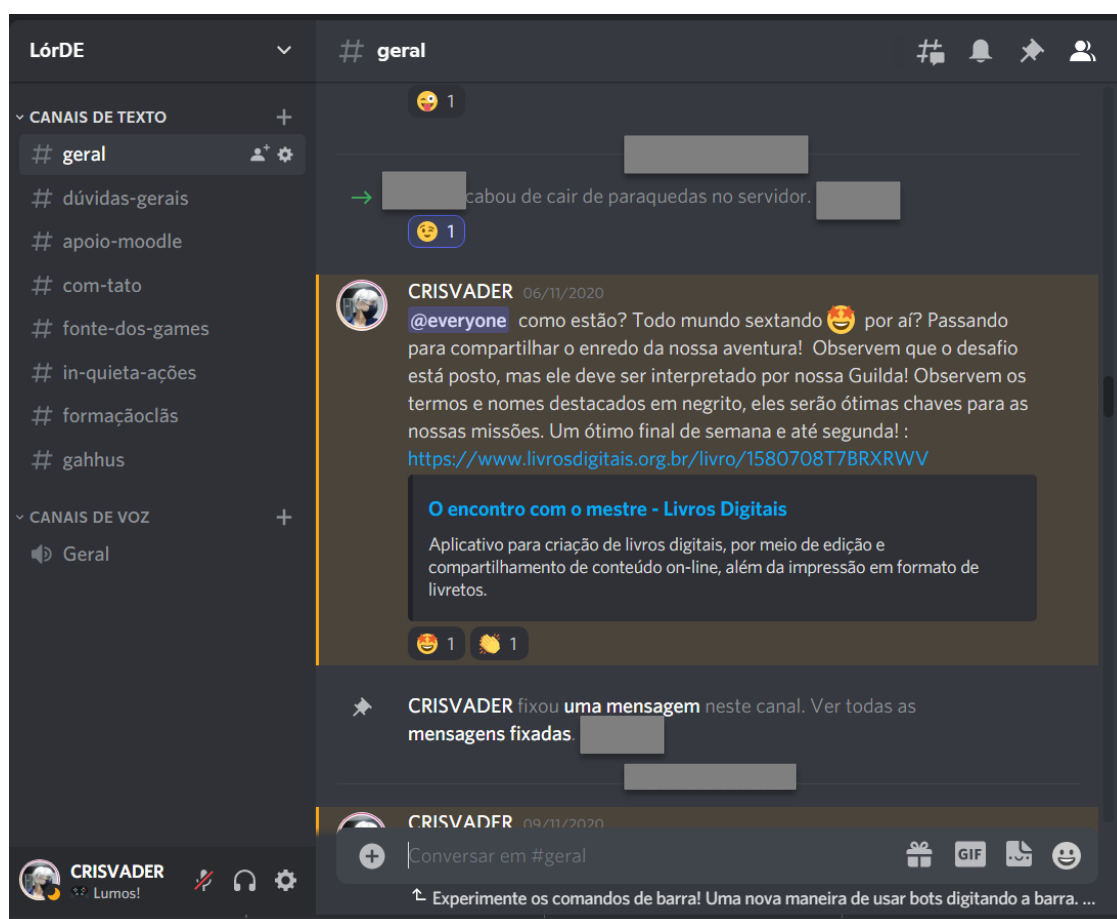 LórDE
geral
CANAIS DE TEXTO
geral
dúvidas-gerais
apoio-moodle
com-tato
fonte-dos-games
in-quieta-ações
formaçãoclãs
gahhus
CANAIS DE VOZ
Geral
CRISVADER
Lumos!
1
cabou de cair de paraquedas no servidor.
1
CRISVADER 06/11/2020
@everyone como estão? Todo mundo sextando 🤩 por aí? Passando
para compartilhar o enredo da nossa aventura! Observem que o desafio
está posto, mas ele deve ser interpretado por nossa Guilda! Observem os
termos e nomes destacados em negrito, eles serão ótimas chaves para as
nossas missões. Um ótimo final de semana e até segunda! :
https://www.livrosdigitais.org.br/livro/1580708T7BRXRWV
O encontro com o mestre - Livros Digitais
Aplicativo para criação de livros digitais, por meio de edição e
compartilhamento de conteúdo on-line, além da impressão em formato de
livretos.
1 1
CRISVADER fixou uma mensagem neste canal. Ver todas as
mensagens fixadas.
CRISVADER 09/11/2020
Conversar em #geral
GIF
Experimente os comandos de barra! Uma nova maneira de usar bots digitando a barra. ...